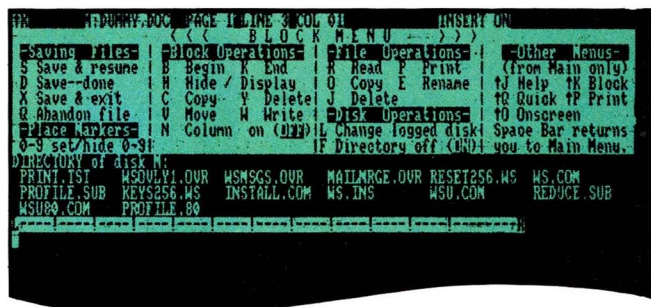 ^K M:DUMMY.DOC PAGE 1 LINE 3 COL 01 INSERT ON
< < < B L O C K M E N U > > >
-Saving Files- | -Block Operations- | -File Operations- | -Other Menus-
S Save & resume | B Begin K End | R Read P Print | (from Main only)
D Save--done | H Hide / Display | O Copy E Rename | ^J Help ^K Block
X Save & exit | C Copy Y Delete | J Delete | ^Q Quick ^P Print
Q Abandon file | V Move W Write | -Disk Operations- | ^O Onscreen
-Place Markers- | N Column on (OFF) | L Change logged disk | Space Bar returns
0-9 set/hide 0-9 | | F Directory off (ON) | you to Main Menu.
DIRECTORY of disk N:
PRINT.TST WSOVLY1.OVR WSMSGS.OVR MAILMRGE.OVR RESET256.WS WS.COM
PROFILE.SUB KEYS256.WS INSTALL.COM WS.INS WSU.COM REDUCE.SUB
WSU80.COM PROFILE.80